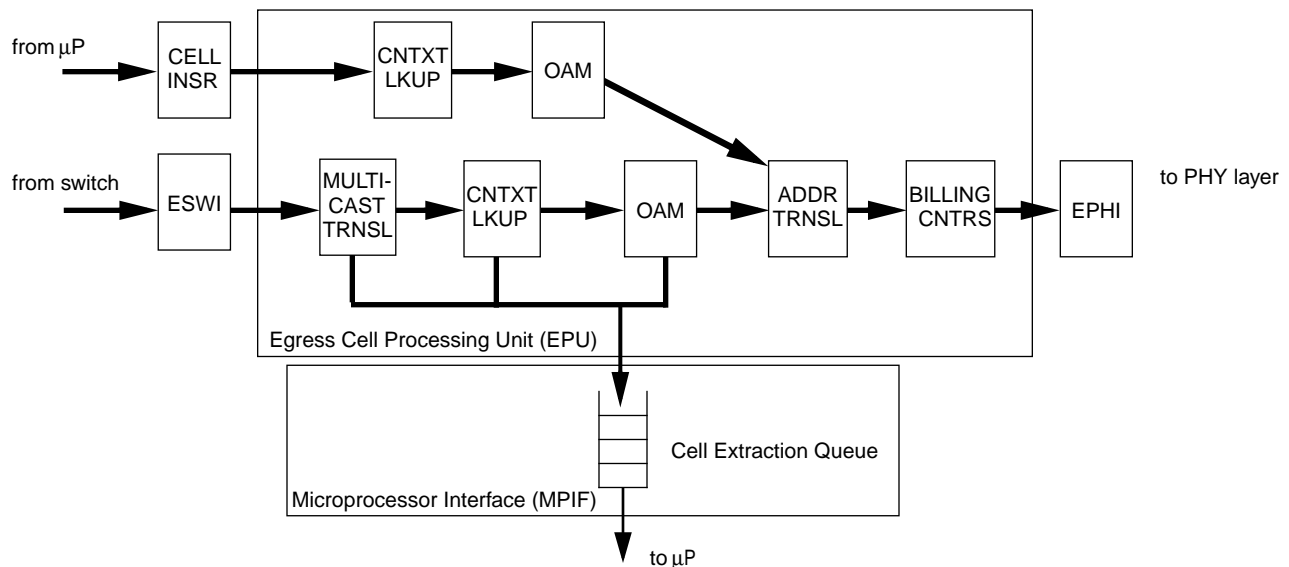 from µP
CELL
INSR
CNTXT
LKUP
OAM
from switch
ESWI
MULTI-
CAST
TRNSL
CNTXT
LKUP
OAM
ADDR
TRNSL
BILLING
CNTRS
EPHI
to PHY layer
Egress Cell Processing Unit (EPU)
Cell Extraction Queue
Microprocessor Interface (MPIF)
to µP